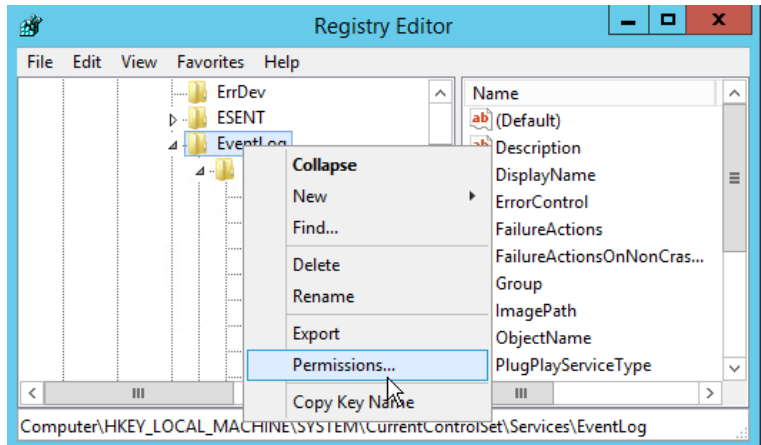 Registry Editor
File Edit View Favorites Help
ErrDev
ESENT
EventLog
Collapse
New
Find...
Delete
Rename
Export
Permissions...
Copy Key Name
Name
(Default)
Description
DisplayName
ErrorControl
FailureActions
FailureActionsOnNonCras...
Group
ImagePath
ObjectName
PlugPlayServiceType
Computer\HKEY_LOCAL_MACHINE\SYSTEM\CurrentControlSet\Services\EventLog